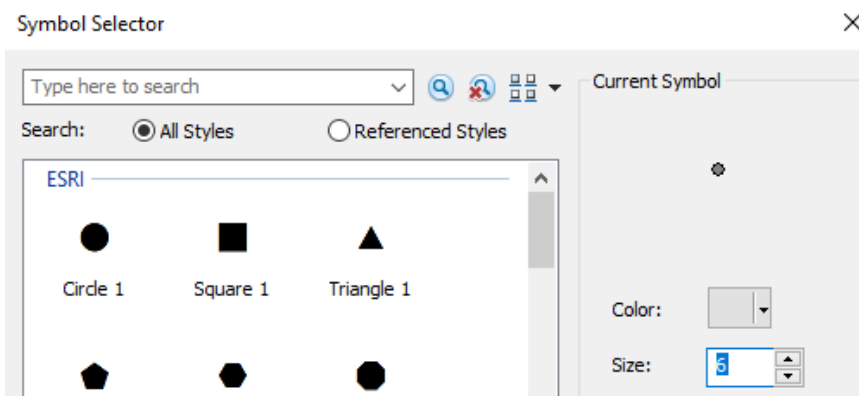 Symbol Selector
Type here to search
Current Symbol
Search: All Styles Referenced Styles
ESRI
Circle 1 Square 1 Triangle 1
Color:
Size: 6